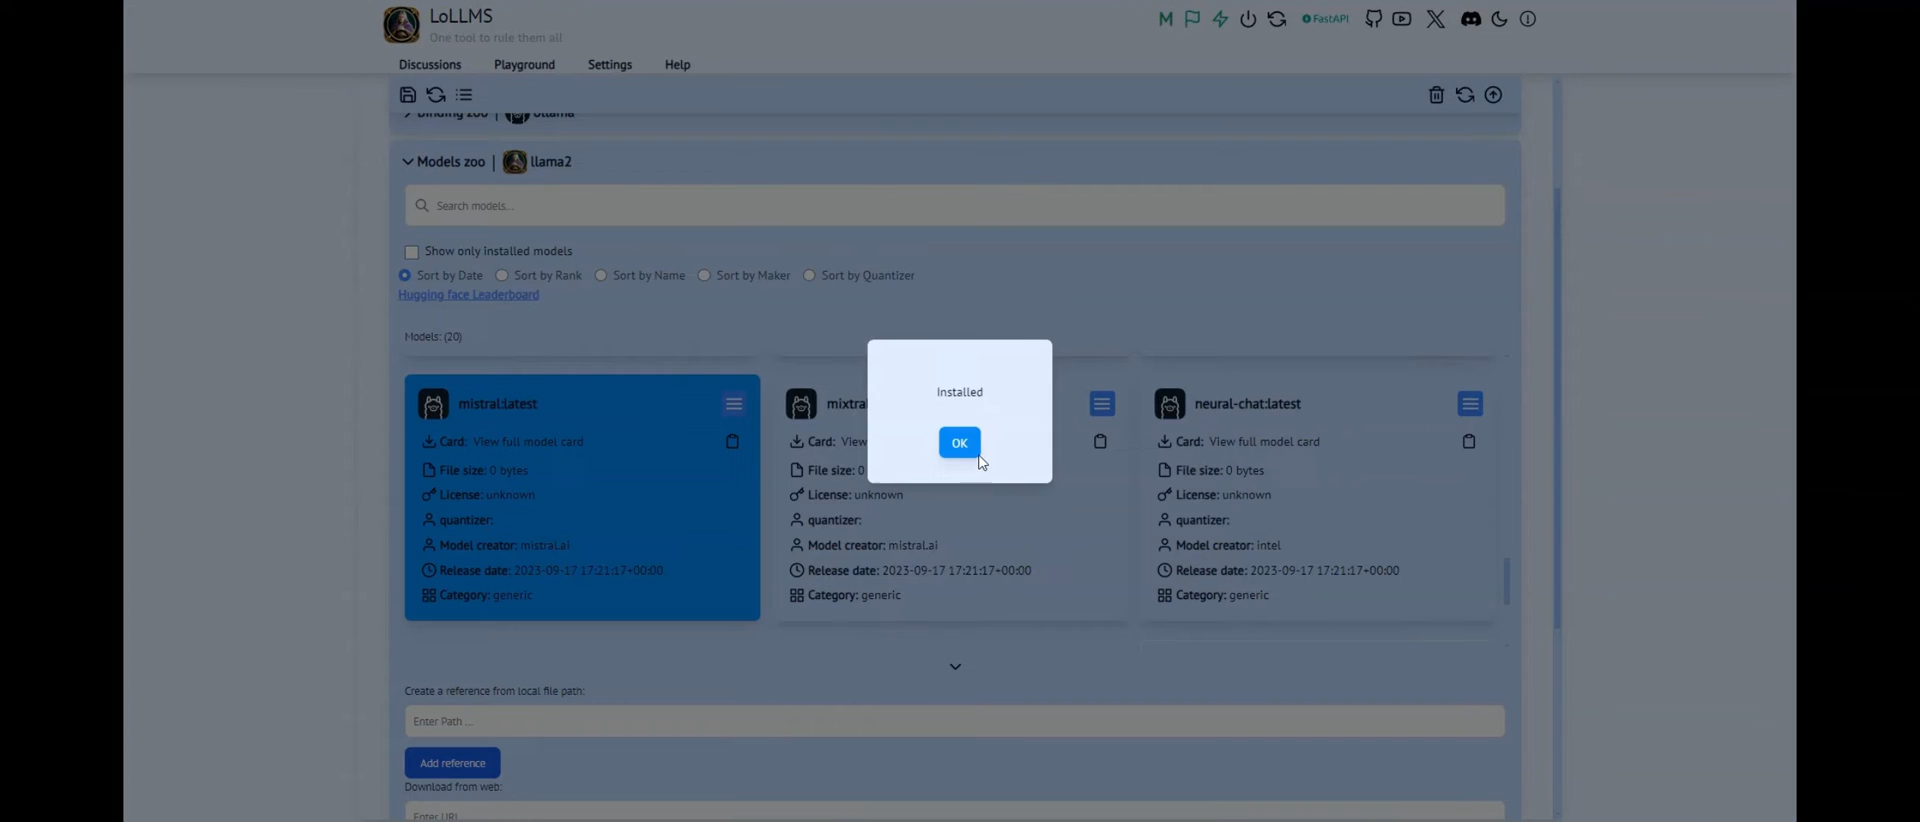 LoLLMS
One tool to rule them all
FastAPI
Discussions Playground Settings Help
Binding zoo | ollama
Models zoo | llama2
Search models...
Show only installed models
Sort by Date Sort by Rank Sort by Name Sort by Maker Sort by Quantizer
Hugging face Leaderboard
Models: (20)
Installed
OK
mistral:latest
Card: View full model card
File size: 0 bytes
License: unknown
quantizer:
Model creator: mistral.ai
Release date: 2023-09-17 17:21:17+00:00
Category: generic
mixtral
Card: View
File size: 0
License: unknown
quantizer:
Model creator: mistral.ai
Release date: 2023-09-17 17:21:17+00:00
Category: generic
neural-chat:latest
Card: View full model card
File size: 0 bytes
License: unknown
quantizer:
Model creator: intel
Release date: 2023-09-17 17:21:17+00:00
Category: generic
Create a reference from local file path:
Enter Path ...
Add reference
Download from web:
Enter URL